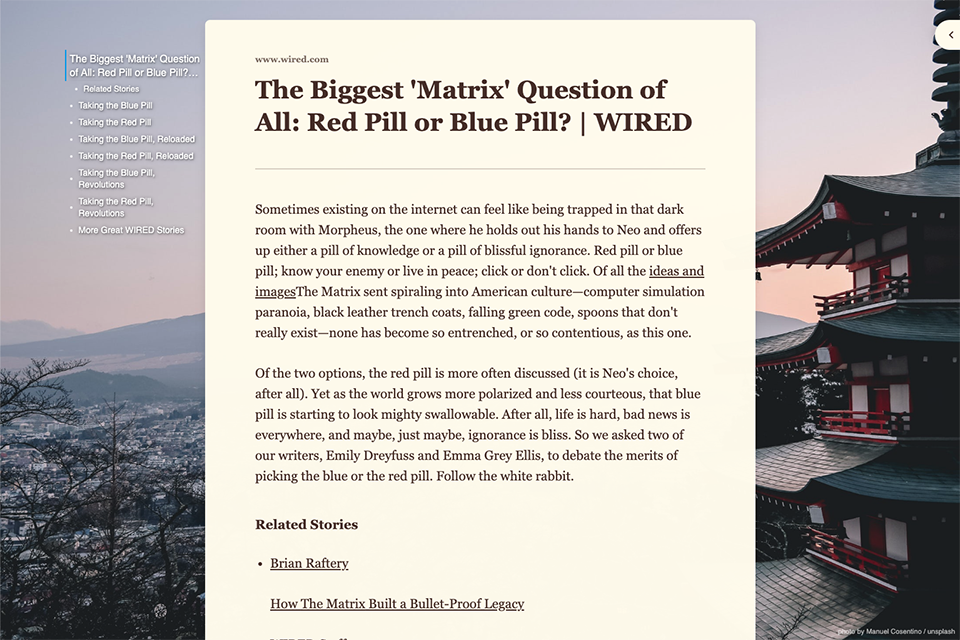 The Biggest 'Matrix' Question
of All: Red Pill or Blue Pill?...
Related Stories
Taking the Blue Pill
Taking the Red Pill
Taking the Blue Pill, Reloaded
Taking the Red Pill, Reloaded
Taking the Blue Pill,
Revolutions
Taking the Red Pill,
Revolutions
More Great WIRED Stories
www.wired.com
The Biggest 'Matrix' Question of
All: Red Pill or Blue Pill? | WIRED
Sometimes existing on the internet can feel like being trapped in that dark
room with Morpheus, the one where he holds out his hands to Neo and offers
up either a pill of knowledge or a pill of blissful ignorance. Red pill or blue
pill; know your enemy or live in peace; click or don't click. Of all the ideas and
imagesThe Matrix sent spiraling into American culture—computer simulation
paranoia, black leather trench coats, falling green code, spoons that don't
really exist—none has become so entrenched, or so contentious, as this one.
Of the two options, the red pill is more often discussed (it is Neo's choice,
after all). Yet as the world grows more polarized and less courteous, that blue
pill is starting to look mighty swallowable. After all, life is hard, bad news is
everywhere, and maybe, just maybe, ignorance is bliss. So we asked two of
our writers, Emily Dreyfuss and Emma Grey Ellis, to debate the merits of
picking the blue or the red pill. Follow the white rabbit.
Related Stories
• Brian Raftery
How The Matrix Built a Bullet-Proof Legacy
photo by Manuel Cosentino / unsplash